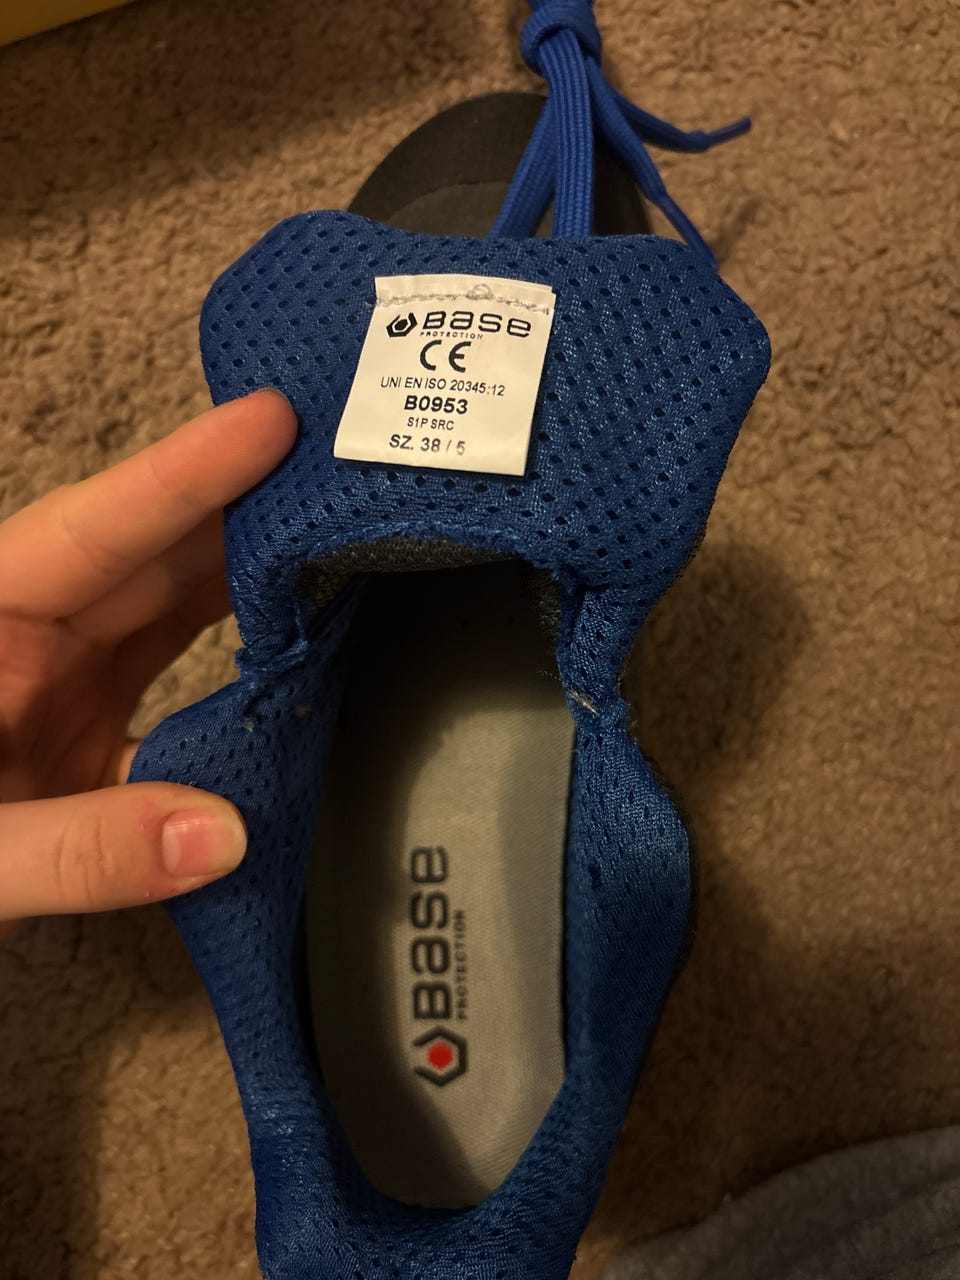 BASE
PROTECTION
CE
UNI EN ISO 20345:12
B0953
S1P SRC
SZ. 38 / 5
BASE
PROTECTION